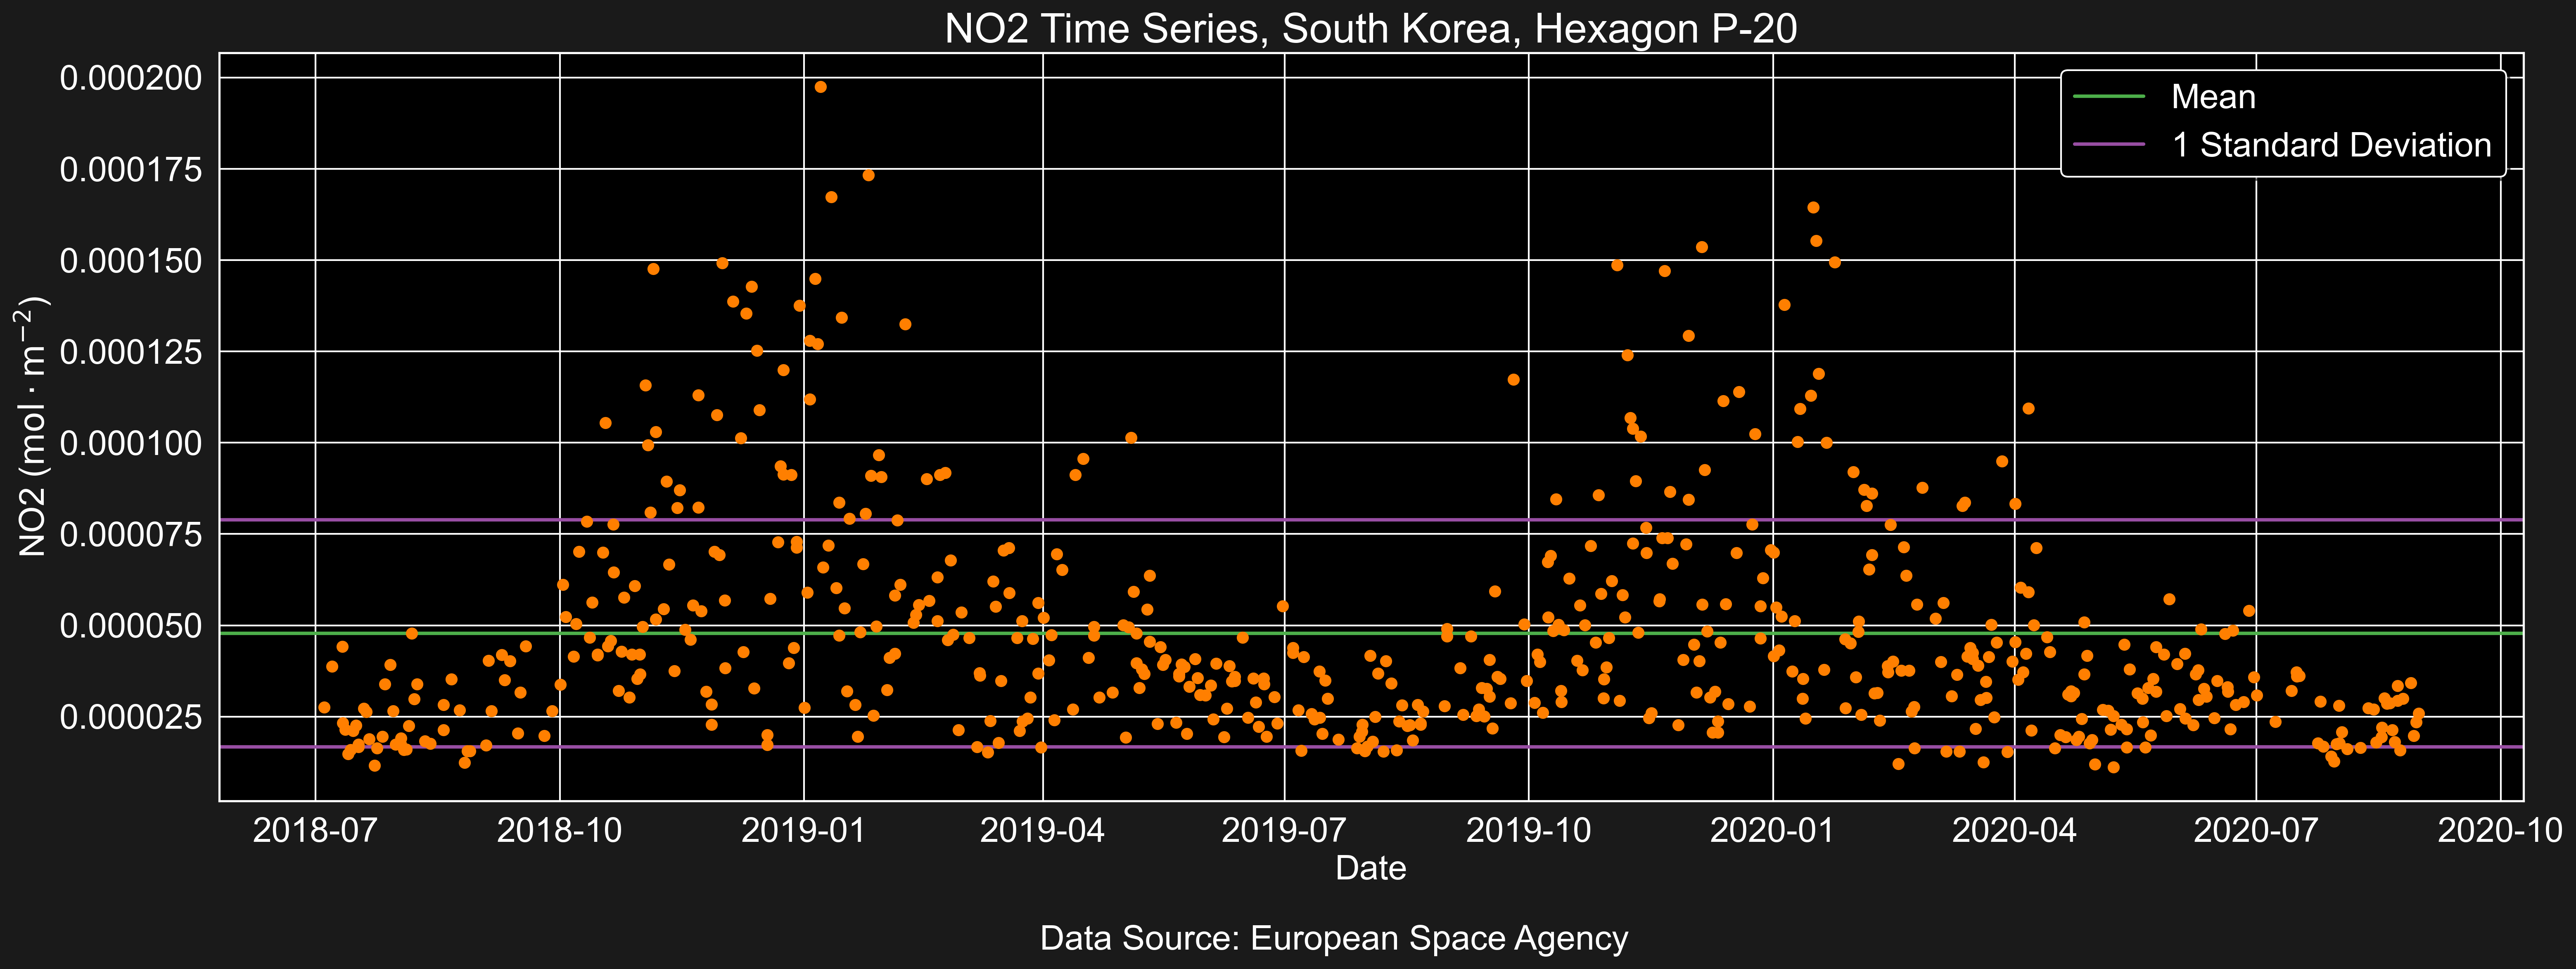 NO2 Time Series, South Korea, Hexagon P-20
0.000200
0.000175
0.000150
0.000125
0.000100
0.000075
0.000050
0.000025
NO2 (mol · m⁻²)
Mean
1 Standard Deviation
2018-07 2018-10 2019-01 2019-04 2019-07 2019-10 2020-01 2020-04 2020-07 2020-10
Date
Data Source: European Space Agency